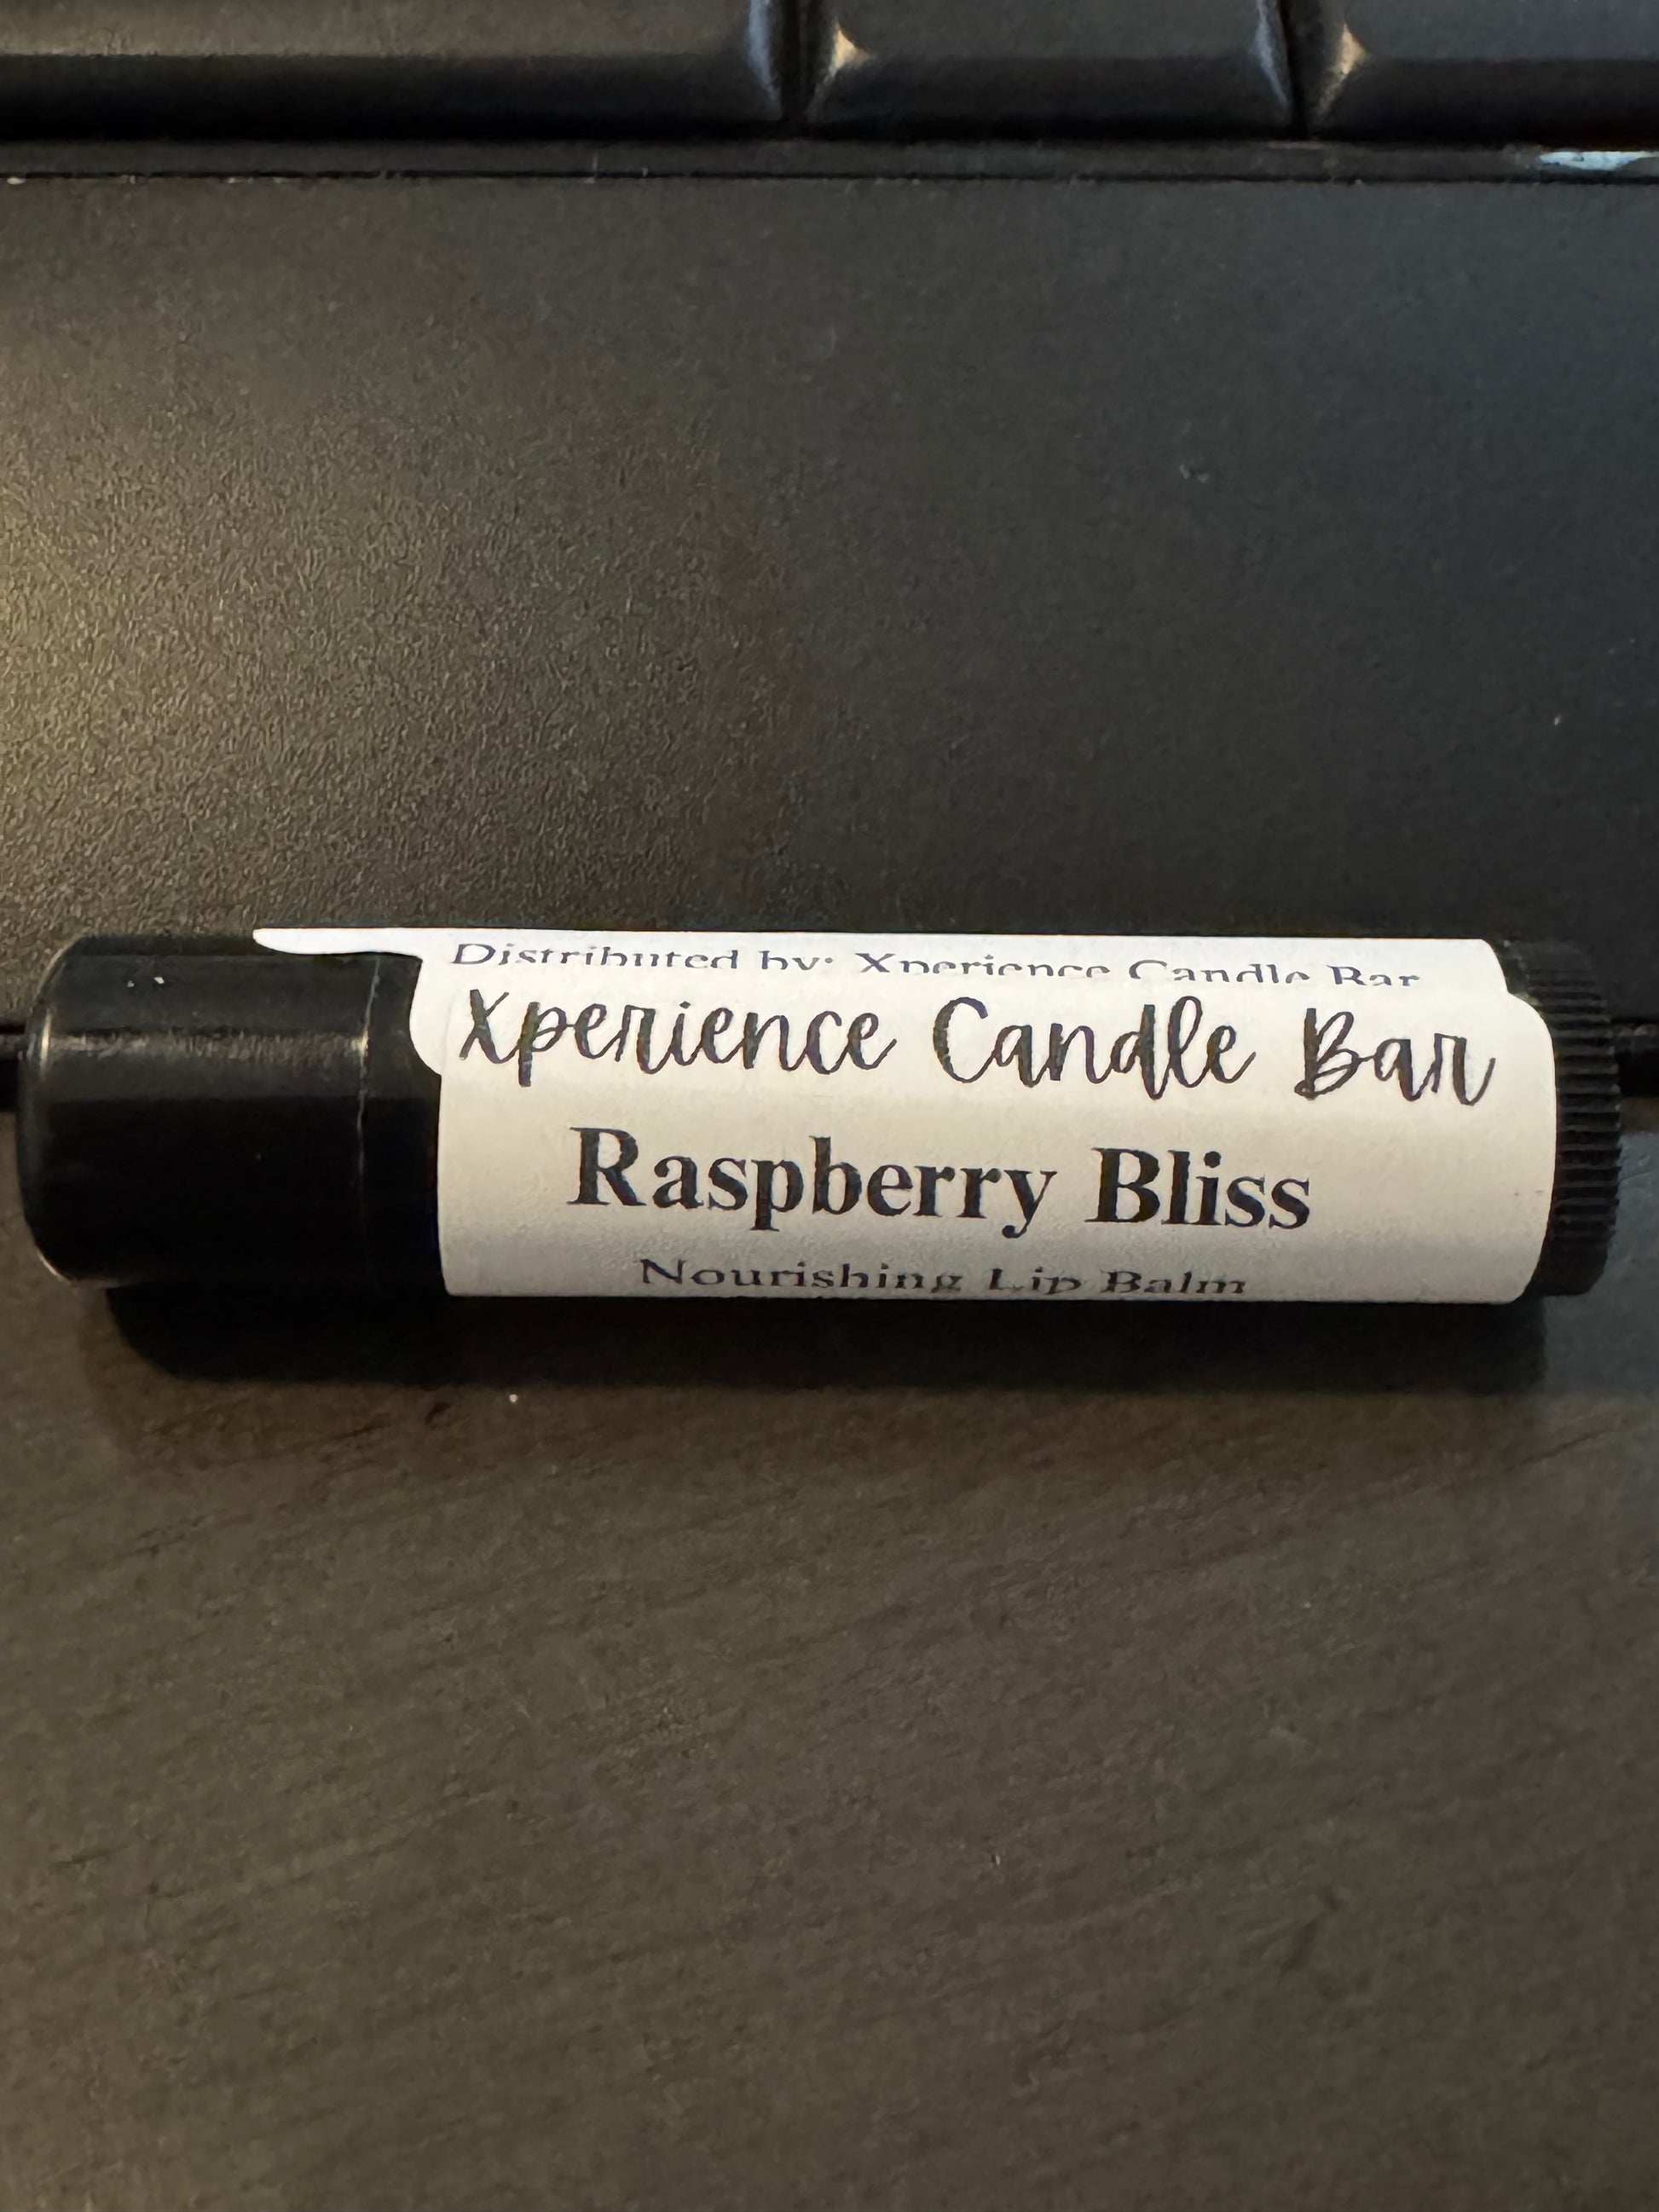 Distributed by: Xperience Candle Bar
Xperience Candle Bar
Raspberry Bliss
Nourishing Lip Balm